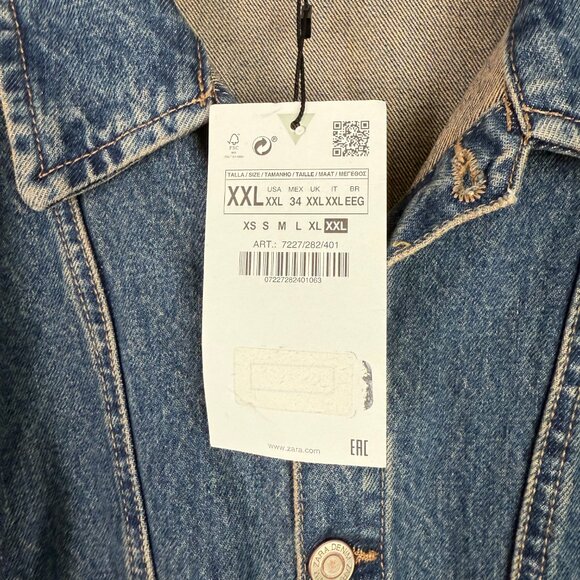 FSC
TALLA / SIZE / TAMANHO / TAILLE / MAAT / ΜΕΓΕΘΟΣ
XXL USA XXL MEX 34 UK XXL IT XXL BR EEG
XS S M L XL XXL
ART.: 7227/282/401
07227282401063
www.zara.com EAC
ZARA DENIM